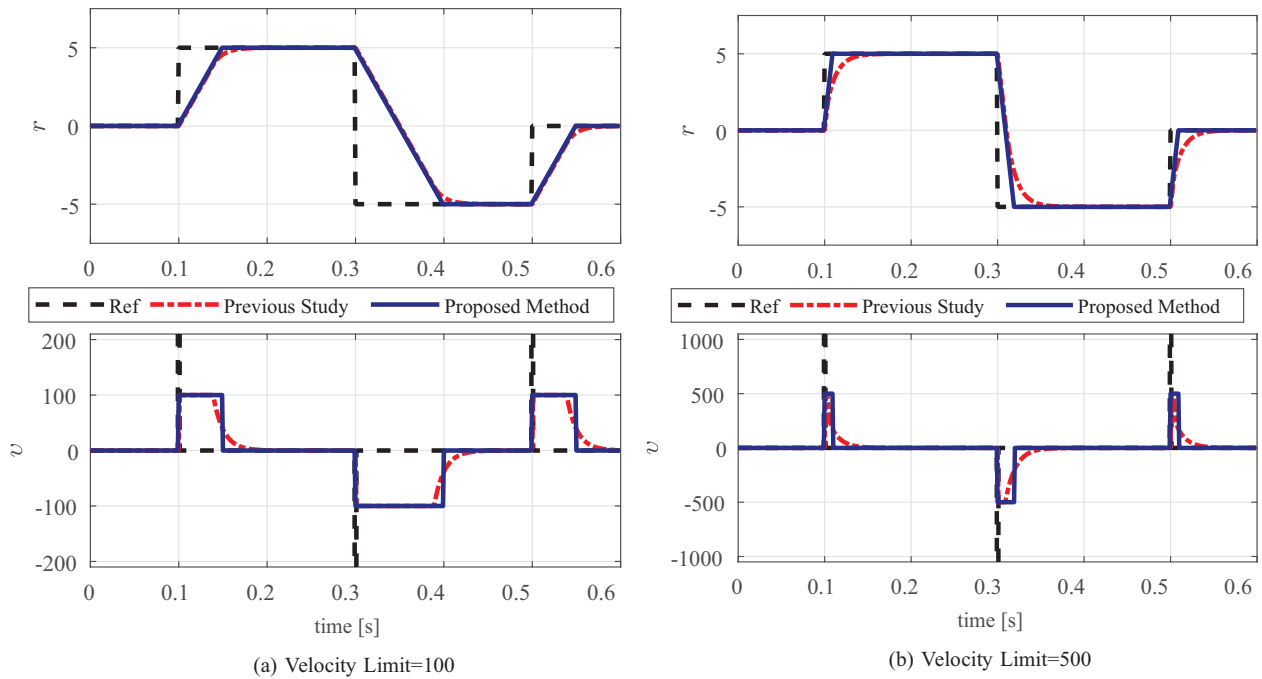 5
0
-5
r
0 0.1 0.2 0.3 0.4 0.5 0.6
Ref Previous Study Proposed Method
200
100
0
-100
-200
v
0 0.1 0.2 0.3 0.4 0.5 0.6
time [s]
(a) Velocity Limit=100
5
0
-5
r
0 0.1 0.2 0.3 0.4 0.5 0.6
Ref Previous Study Proposed Method
1000
500
0
-500
-1000
v
0 0.1 0.2 0.3 0.4 0.5 0.6
time [s]
(b) Velocity Limit=500